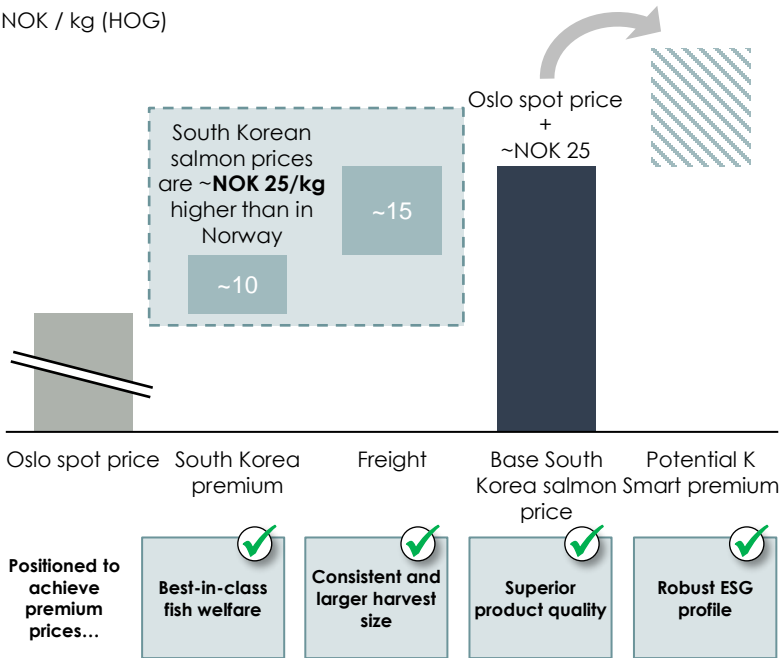 NOK / kg (HOG)
South Korean
salmon prices
are ~NOK 25/kg
higher than in
Norway
~10
~15
Oslo spot price
+
~NOK 25
Oslo spot price
South Korea
premium
Freight
Base South
Korea salmon
price
Potential K
Smart premium
Positioned to
achieve
premium
prices…
Best-in-class
fish welfare
Consistent and
larger harvest
size
Superior
product quality
Robust ESG
profile